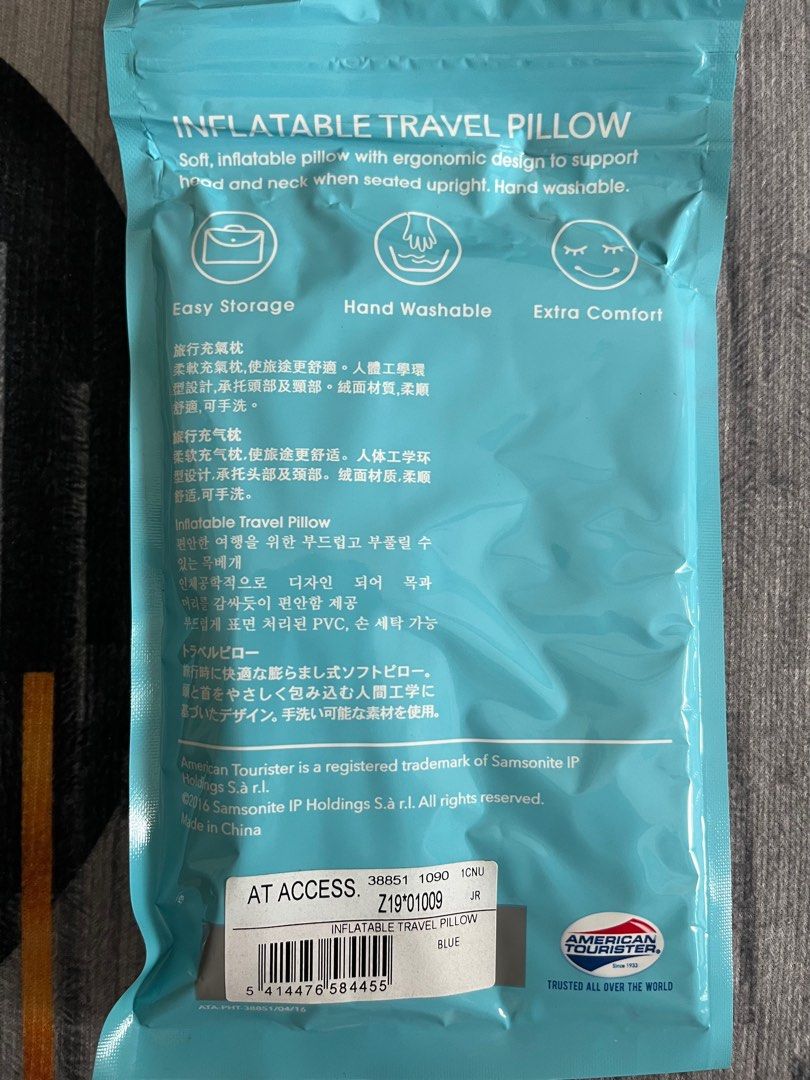 INFLATABLE TRAVEL PILLOW
Soft, inflatable pillow with ergonomic design to support
head and neck when seated upright. Hand washable.
Easy Storage
Hand Washable
Extra Comfort
旅行充氣枕
柔軟充氣枕,使旅途更舒適。人體工學環
型設計,承托頭部及頸部。絨面材質,柔順
舒適,可手洗。
旅行充气枕
柔软充气枕,使旅途更舒适。人体工学环
型设计,承托头部及颈部。绒面材质,柔顺
舒适,可手洗。
Inflatable Travel Pillow
편안한 여행을 위한 부드럽고 부풀릴 수
있는 목베개
인체공학적으로 디자인 되어 목과
머리를 감싸듯이 편안함 제공
부드럽게 표면 처리된 PVC, 손 세탁 가능
トラベルピロー
旅行時に快適な膨らまし式ソフトピロー。
頭と首をやさしく包み込む人間工学に
基づいたデザイン。手洗い可能な素材を使用。
American Tourister is a registered trademark of Samsonite IP
Holdings S.à r.l.
©2016 Samsonite IP Holdings S.à r.l. All rights reserved.
Made in China
AT ACCESS. 38851 1090 1CNU
Z19*01009 JR
INFLATABLE TRAVEL PILLOW
BLUE
5 414476 584455
ATA-PHT-38851/04/16
AMERICAN
TOURISTER®
Since 1933
TRUSTED ALL OVER THE WORLD